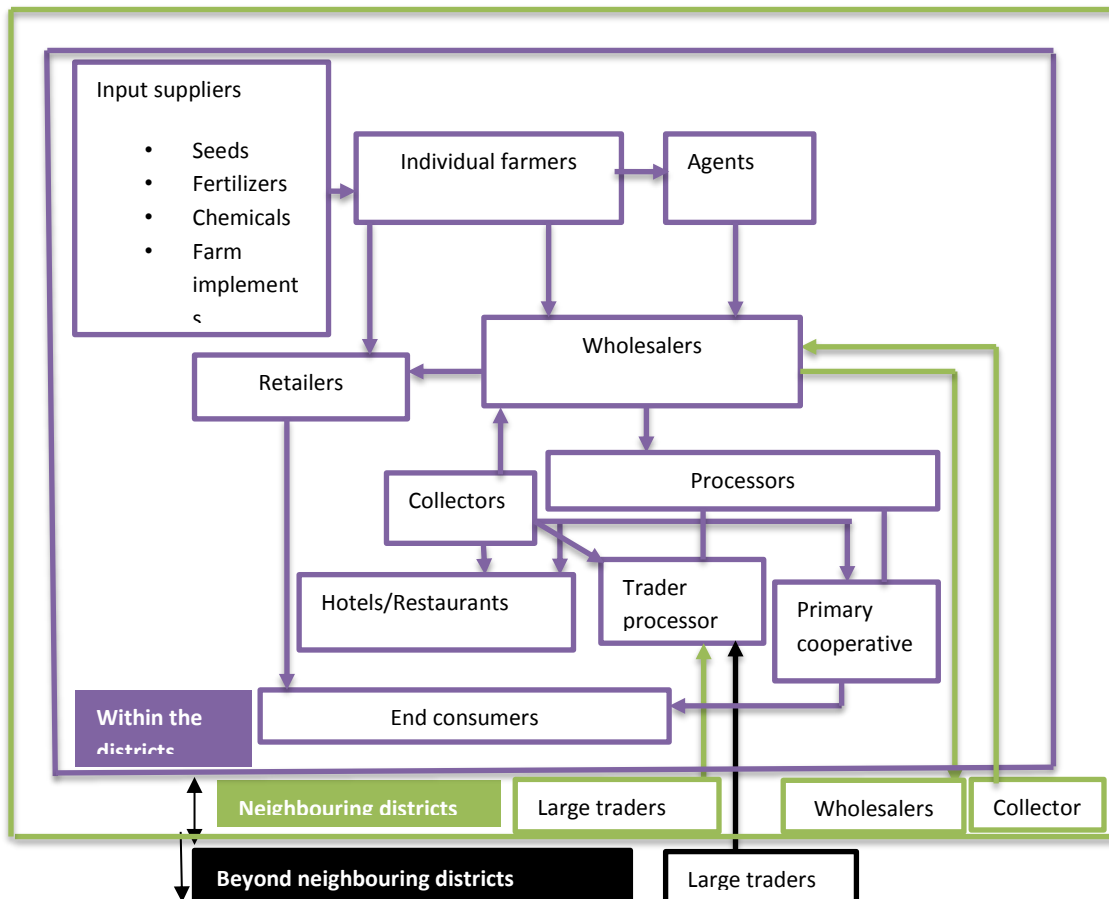 Input suppliers
• Seeds
• Fertilizers
• Chemicals
• Farm
implement
s
Individual farmers
Agents
Wholesalers
Retailers
Collectors
Processors
Hotels/Restaurants
Trader
processor
Primary
cooperative
End consumers
Within the
districts
Neighbouring districts
Large traders
Wholesalers
Collector
Beyond neighbouring districts
Large traders